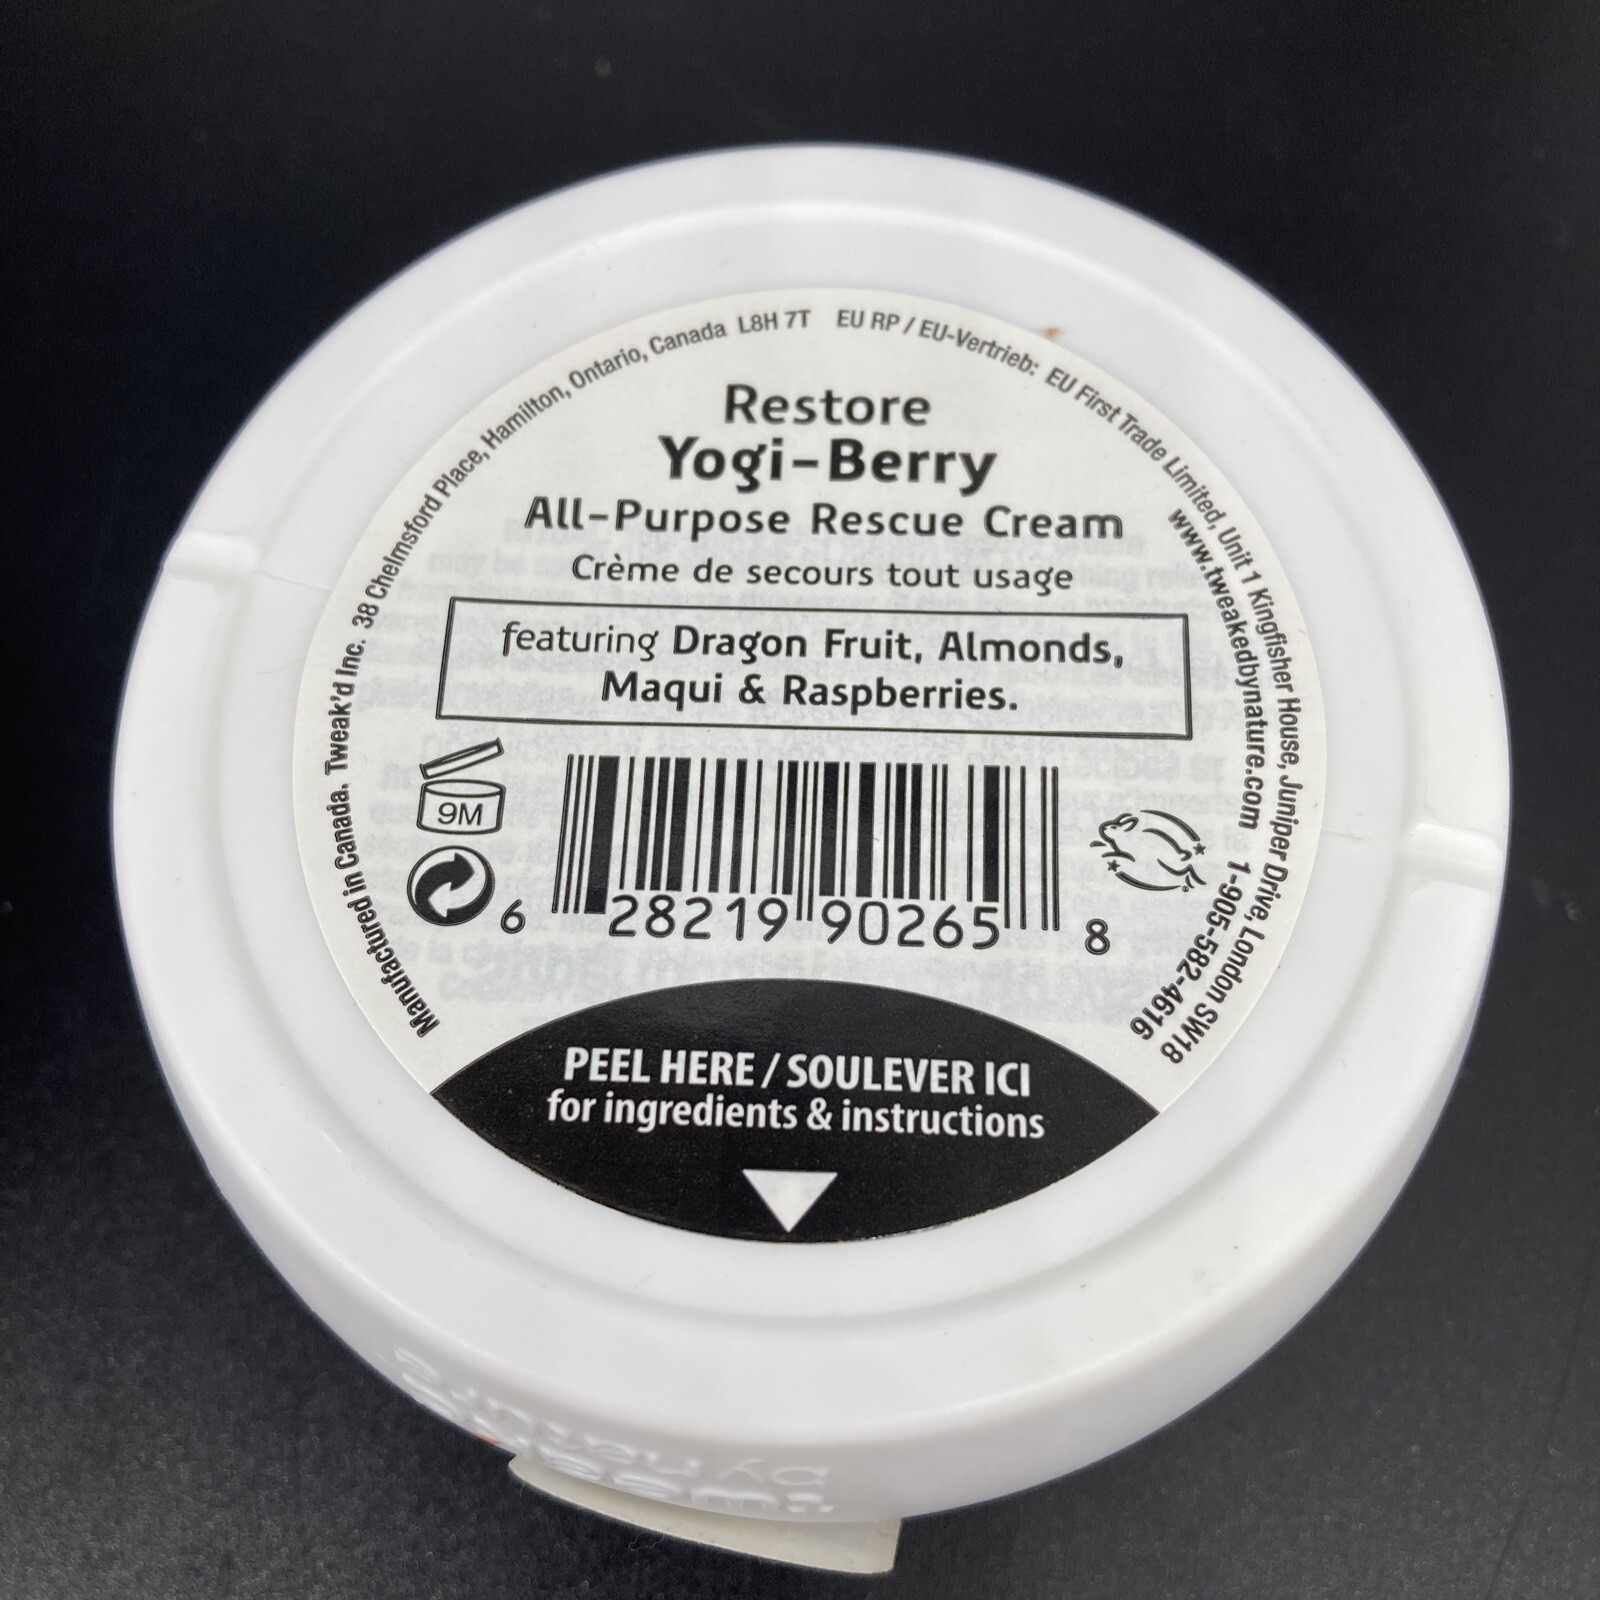 Manufactured in Canada. Tweak'd Inc. 38 Chelmsford Place, Hamilton, Ontario, Canada L8H 7T
EU RP / EU-Vertrieb: EU First Trade Limited, Unit 1 Kingfisher House, Juniper Drive, London SW18
www.tweakedbynature.com 1-905-582-4616
Restore
Yogi-Berry
All-Purpose Rescue Cream
Crème de secours tout usage
featuring Dragon Fruit, Almonds,
Maqui & Raspberries.
9M
6 28219 90265 8
PEEL HERE / SOULEVER ICI
for ingredients & instructions